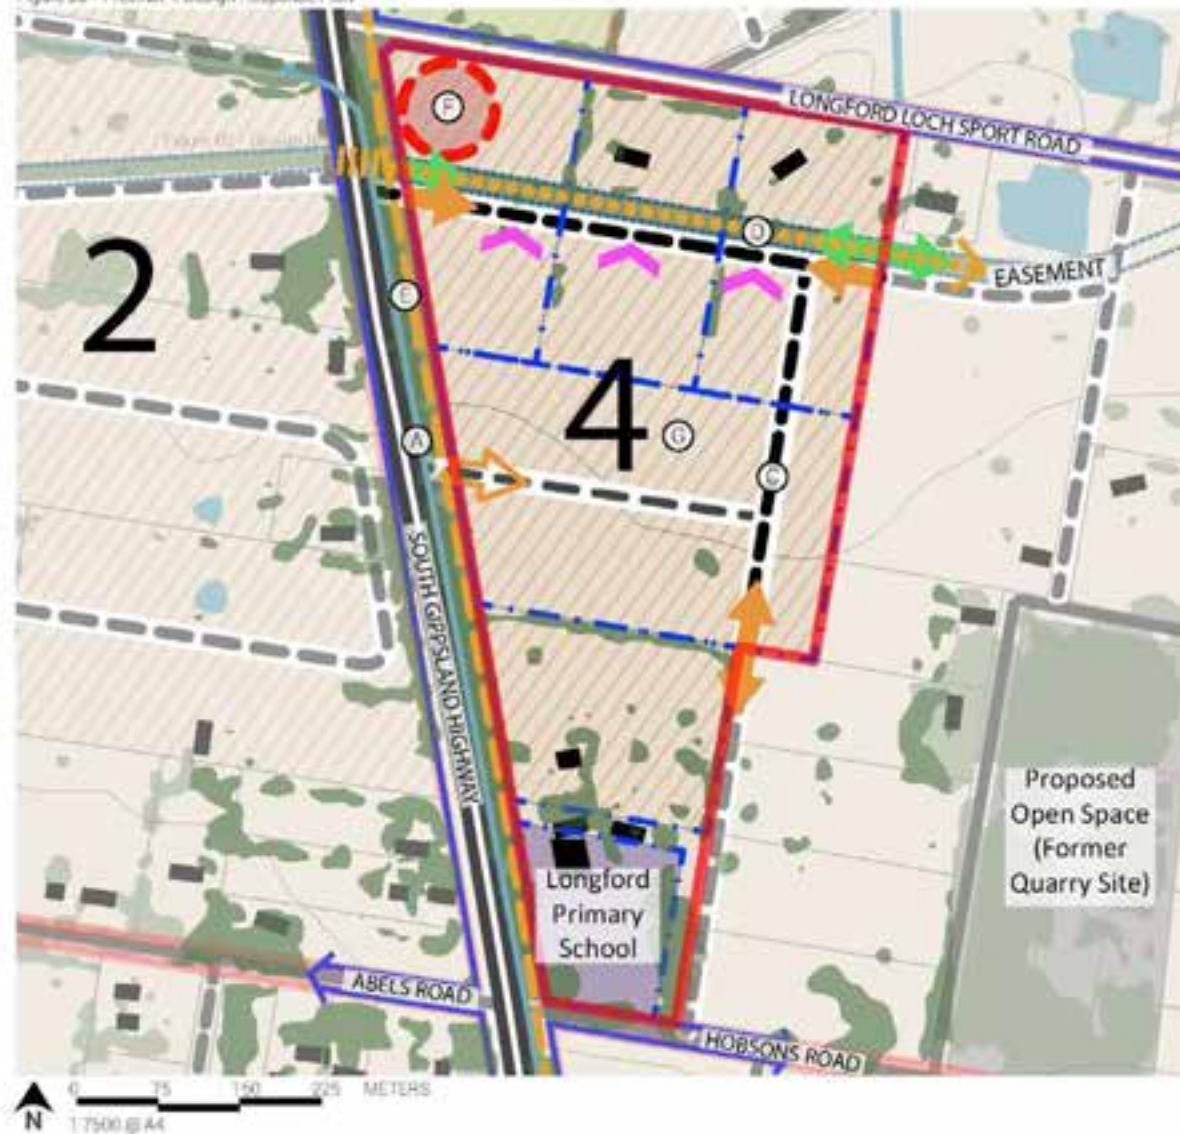 LONGFORD LOCH SPORT ROAD
F
D
EASEMENT
2
E
4
G
A
C
SOUTH GIPPSLAND HIGHWAY
Proposed
Open Space
(Former
Quarry Site)
Longford
Primary
School
ABELS ROAD
HOBSONS ROAD
0 75 150 225 METERS
N
1:7500 @ A4